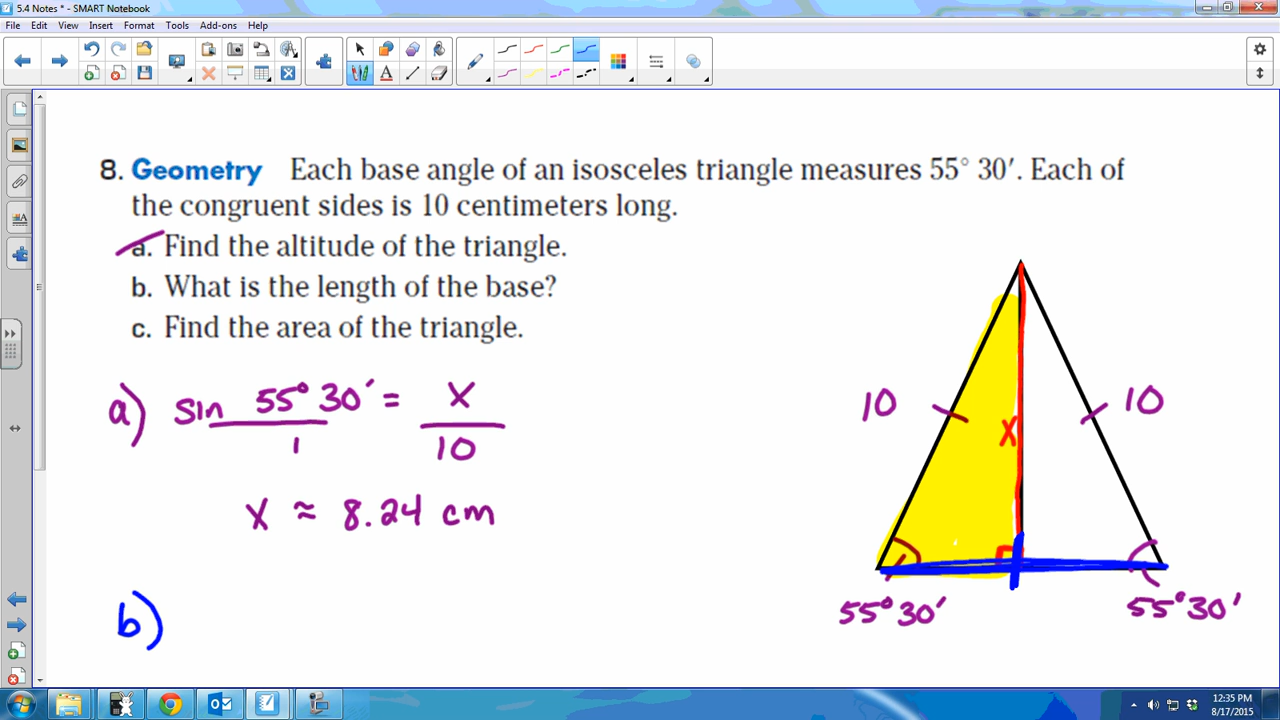 5.4 Notes * - SMART Notebook
File Edit View Insert Format Tools Add-ons Help
8. Geometry Each base angle of an isosceles triangle measures 55° 30′. Each of
the congruent sides is 10 centimeters long.
a. Find the altitude of the triangle.
b. What is the length of the base?
c. Find the area of the triangle.
a) sin 55° 30′ = x
1 10
x ≈ 8.24 cm
10 10
x
55°30′ 55°30′
b)
12:35 PM
8/17/2015